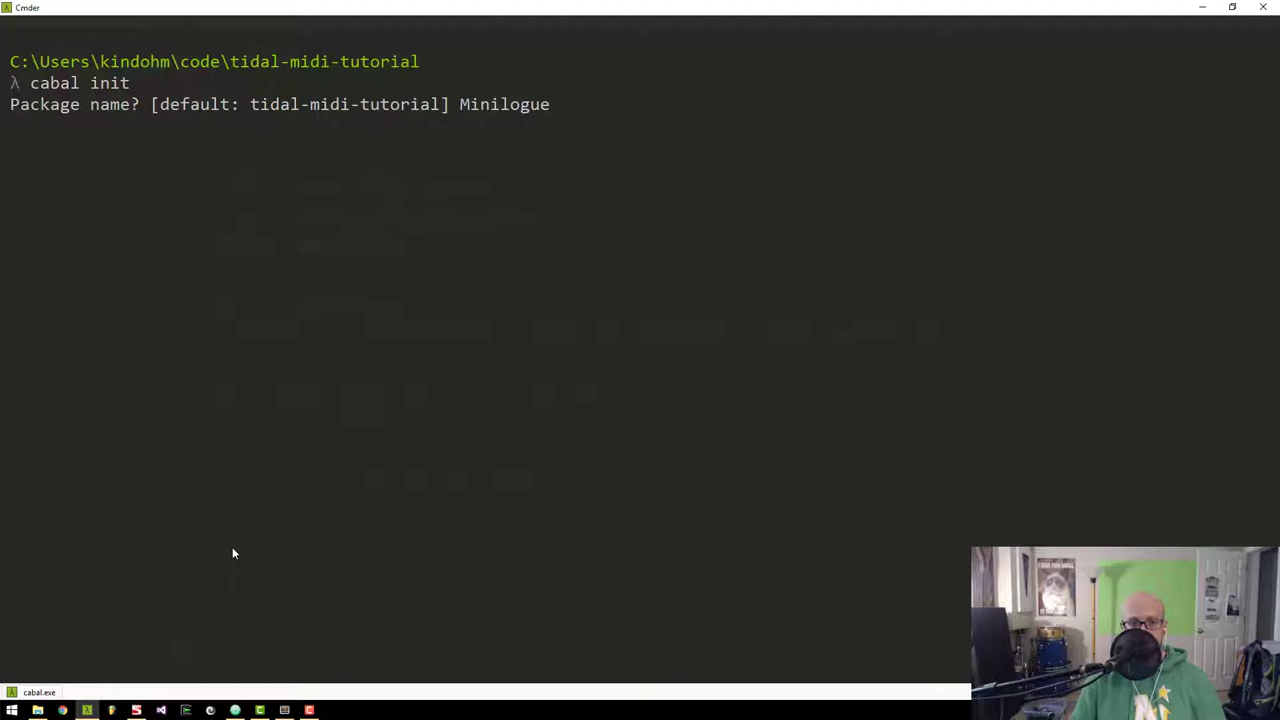 Cmder
C:\Users\kindohm\code\tidal-midi-tutorial
λ cabal init
Package name? [default: tidal-midi-tutorial] Minilogue
cabal.exe